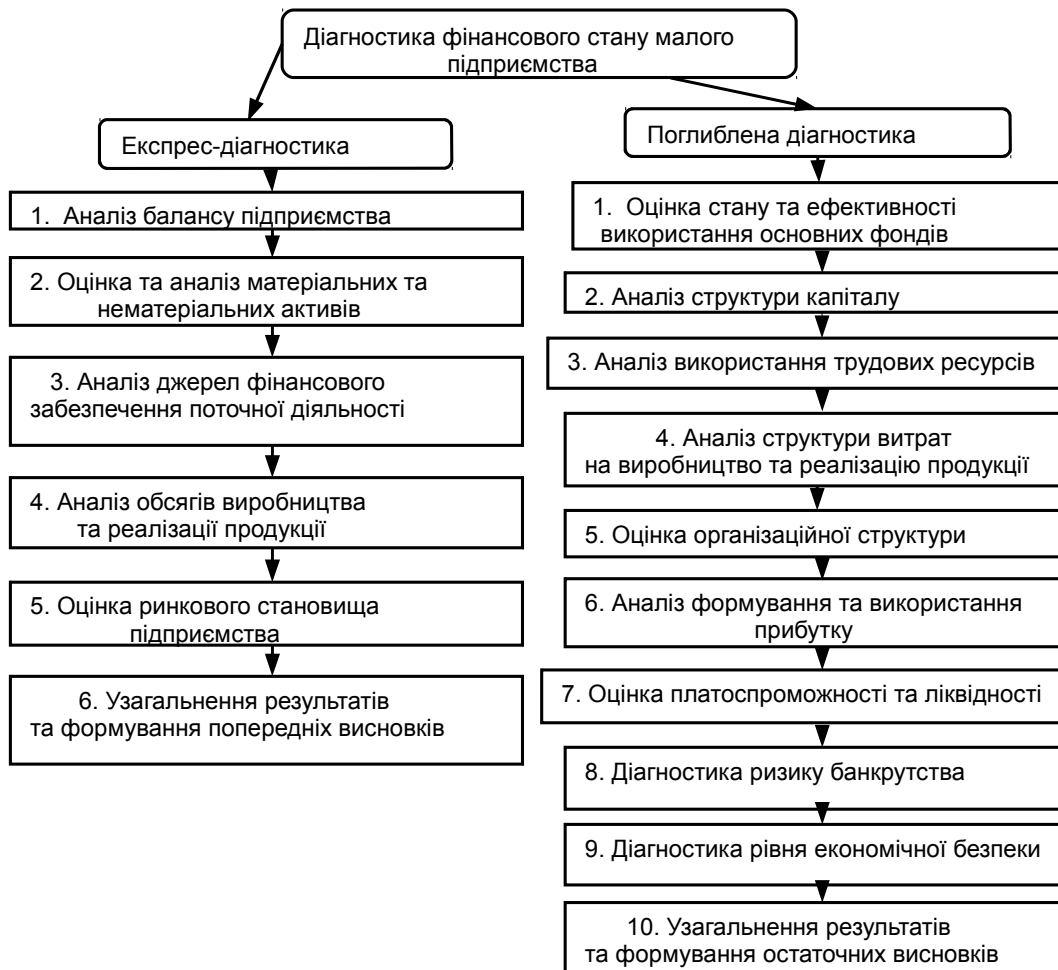 Діагностика фінансового стану малого
підприємства
Експрес-діагностика
1. Аналіз балансу підприємства
2. Оцінка та аналіз матеріальних та
нематеріальних активів
3. Аналіз джерел фінансового
забезпечення поточної діяльності
4. Аналіз обсягів виробництва
та реалізації продукції
5. Оцінка ринкового становища
підприємства
6. Узагальнення результатів
та формування попередніх висновків
Поглиблена діагностика
1. Оцінка стану та ефективності
використання основних фондів
2. Аналіз структури капіталу
3. Аналіз використання трудових ресурсів
4. Аналіз структури витрат
на виробництво та реалізацію продукції
5. Оцінка організаційної структури
6. Аналіз формування та використання
прибутку
7. Оцінка платоспроможності та ліквідності
8. Діагностика ризику банкрутства
9. Діагностика рівня економічної безпеки
10. Узагальнення результатів
та формування остаточних висновків